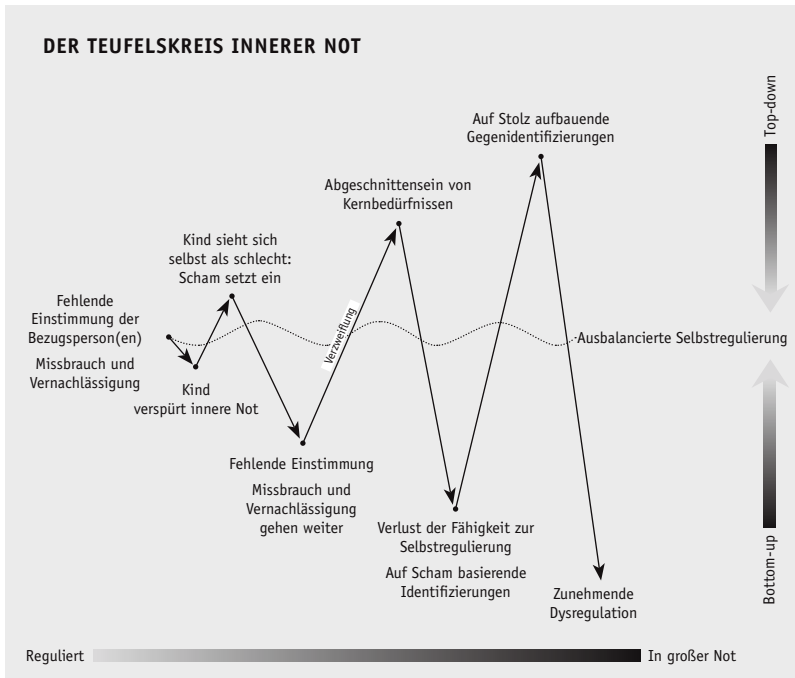 DER TEUFELSKREIS INNERER NOT
Top-down
Auf Stolz aufbauende
Gegenidentifizierungen
Abgeschnittensein von
Kernbedürfnissen
Kind sieht sich
selbst als schlecht:
Scham setzt ein
Fehlende
Einstimmung der
Bezugsperson(en)
Missbrauch und
Vernachlässigung
Verzweiflung
Ausbalancierte Selbstregulierung
Kind
verspürt innere Not
Fehlende Einstimmung
Missbrauch und
Vernachlässigung
gehen weiter
Verlust der Fähigkeit zur
Selbstregulierung
Auf Scham basierende
Identifizierungen
Zunehmende
Dysregulation
Bottom-up
Reguliert
In großer Not